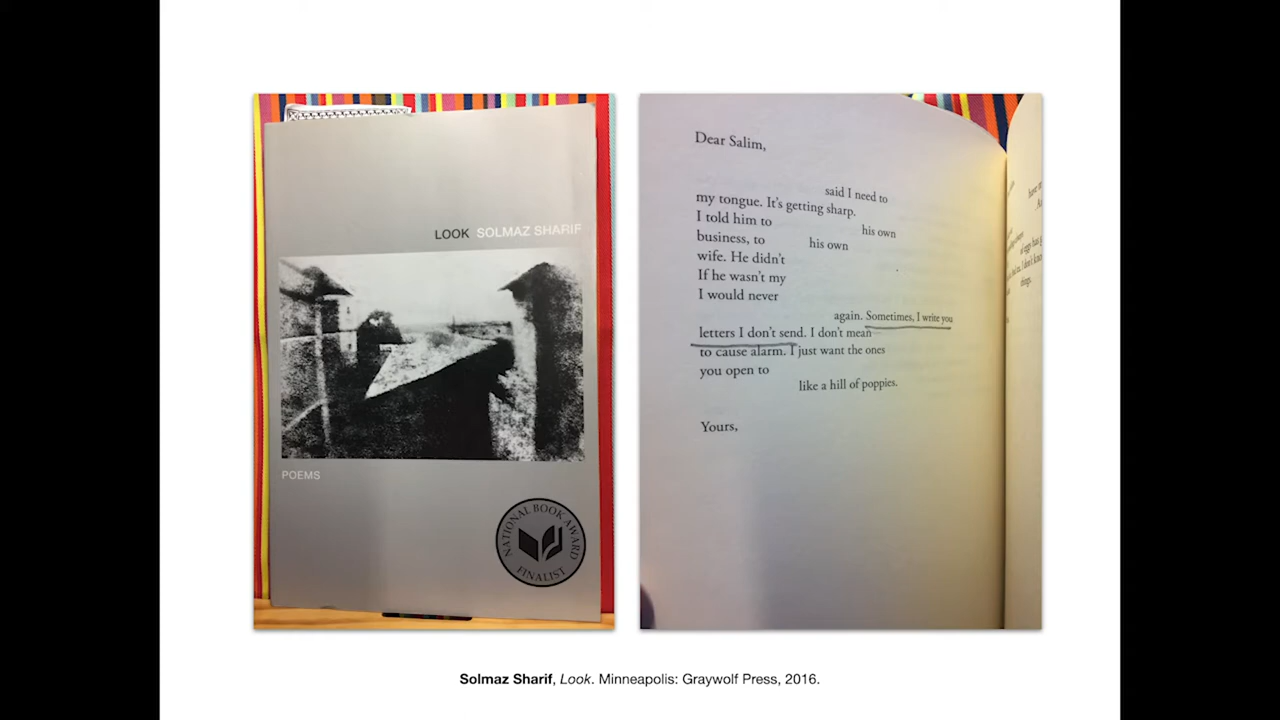 LOOK SOLMAZ SHARIF
POEMS
NATIONAL BOOK AWARD
FINALIST
Dear Salim,
said I need to
my tongue. It's getting sharp.
I told him to
his own
business, to his own
wife. He didn't
If he wasn't my
I would never
again. Sometimes, I write you
letters I don't send. I don't mean
to cause alarm. I just want the ones
you open to
like a hill of poppies.
Yours,
Solmaz Sharif, Look. Minneapolis: Graywolf Press, 2016.